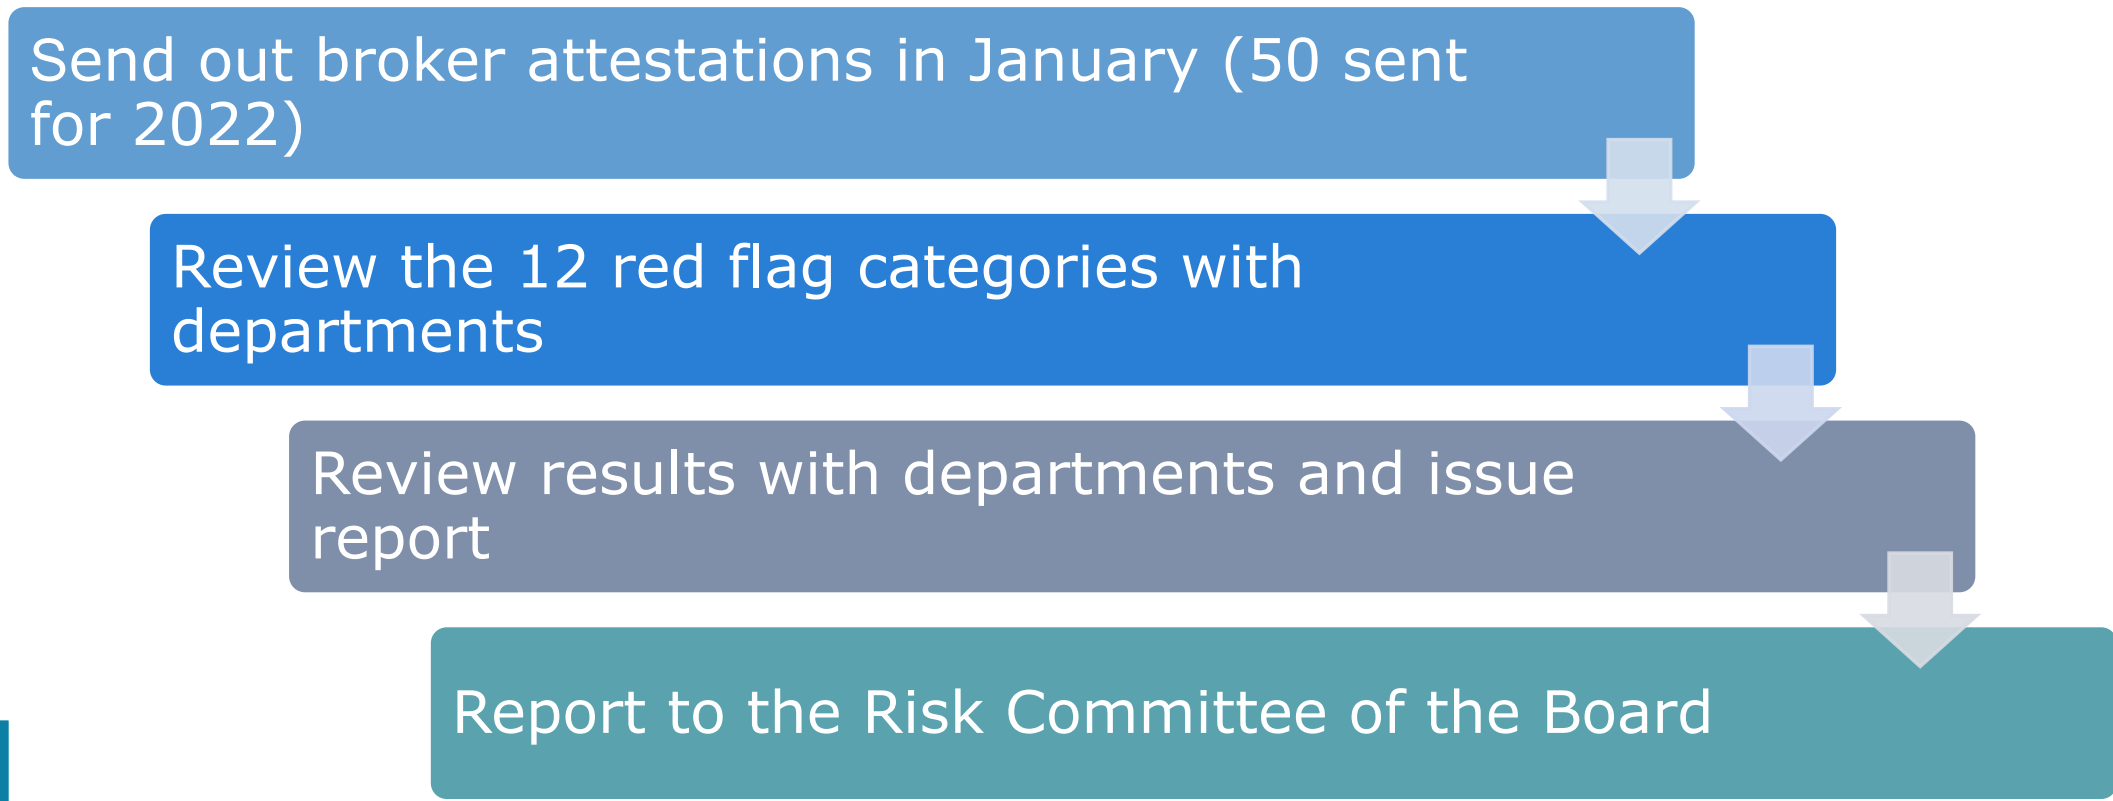 Send out broker attestations in January (50 sent
for 2022)
Review the 12 red flag categories with
departments
Review results with departments and issue
report
Report to the Risk Committee of the Board